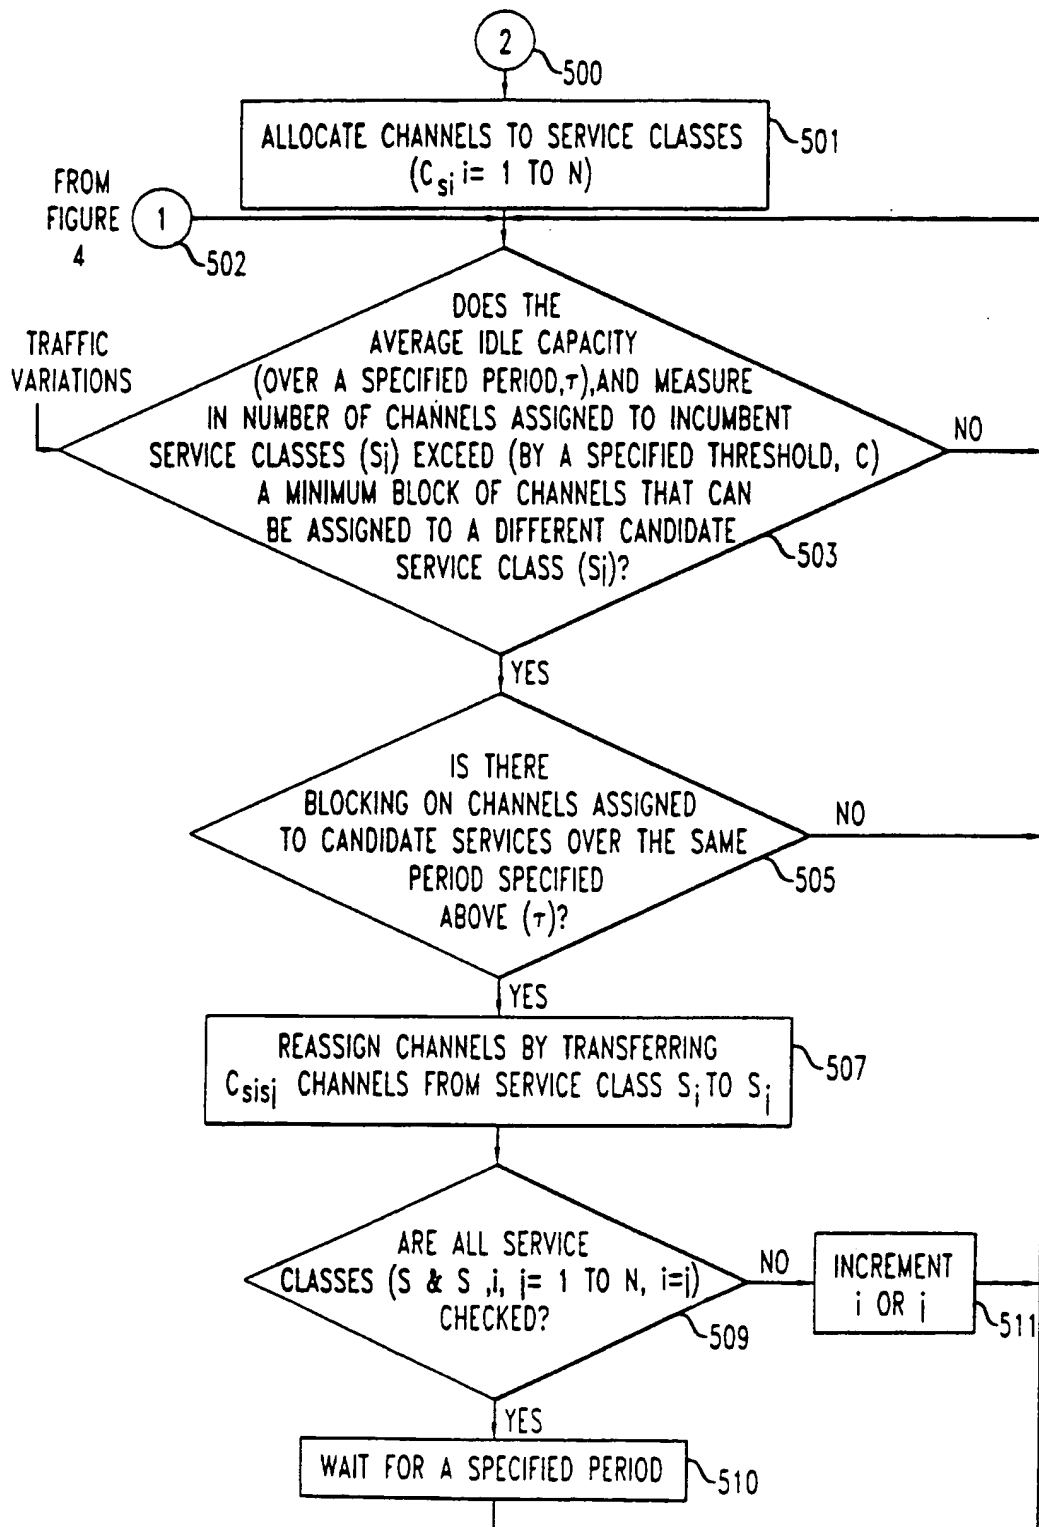 2
500
ALLOCATE CHANNELS TO SERVICE CLASSES
(Csi i= 1 TO N)
501
FROM
FIGURE
4
1
502
TRAFFIC
VARIATIONS
DOES THE
AVERAGE IDLE CAPACITY
(OVER A SPECIFIED PERIOD,τ),AND MEASURE
IN NUMBER OF CHANNELS ASSIGNED TO INCUMBENT
SERVICE CLASSES (Si) EXCEED (BY A SPECIFIED THRESHOLD, C)
A MINIMUM BLOCK OF CHANNELS THAT CAN
BE ASSIGNED TO A DIFFERENT CANDIDATE
SERVICE CLASS (Sj)?
NO
503
YES
IS THERE
BLOCKING ON CHANNELS ASSIGNED
TO CANDIDATE SERVICES OVER THE SAME
PERIOD SPECIFIED
ABOVE (τ)?
NO
505
YES
REASSIGN CHANNELS BY TRANSFERRING
Csisj CHANNELS FROM SERVICE CLASS Si TO Sj
507
ARE ALL SERVICE
CLASSES (S & S ,i, j= 1 TO N, i=j)
CHECKED?
NO
509
INCREMENT
i OR j
511
YES
WAIT FOR A SPECIFIED PERIOD
510